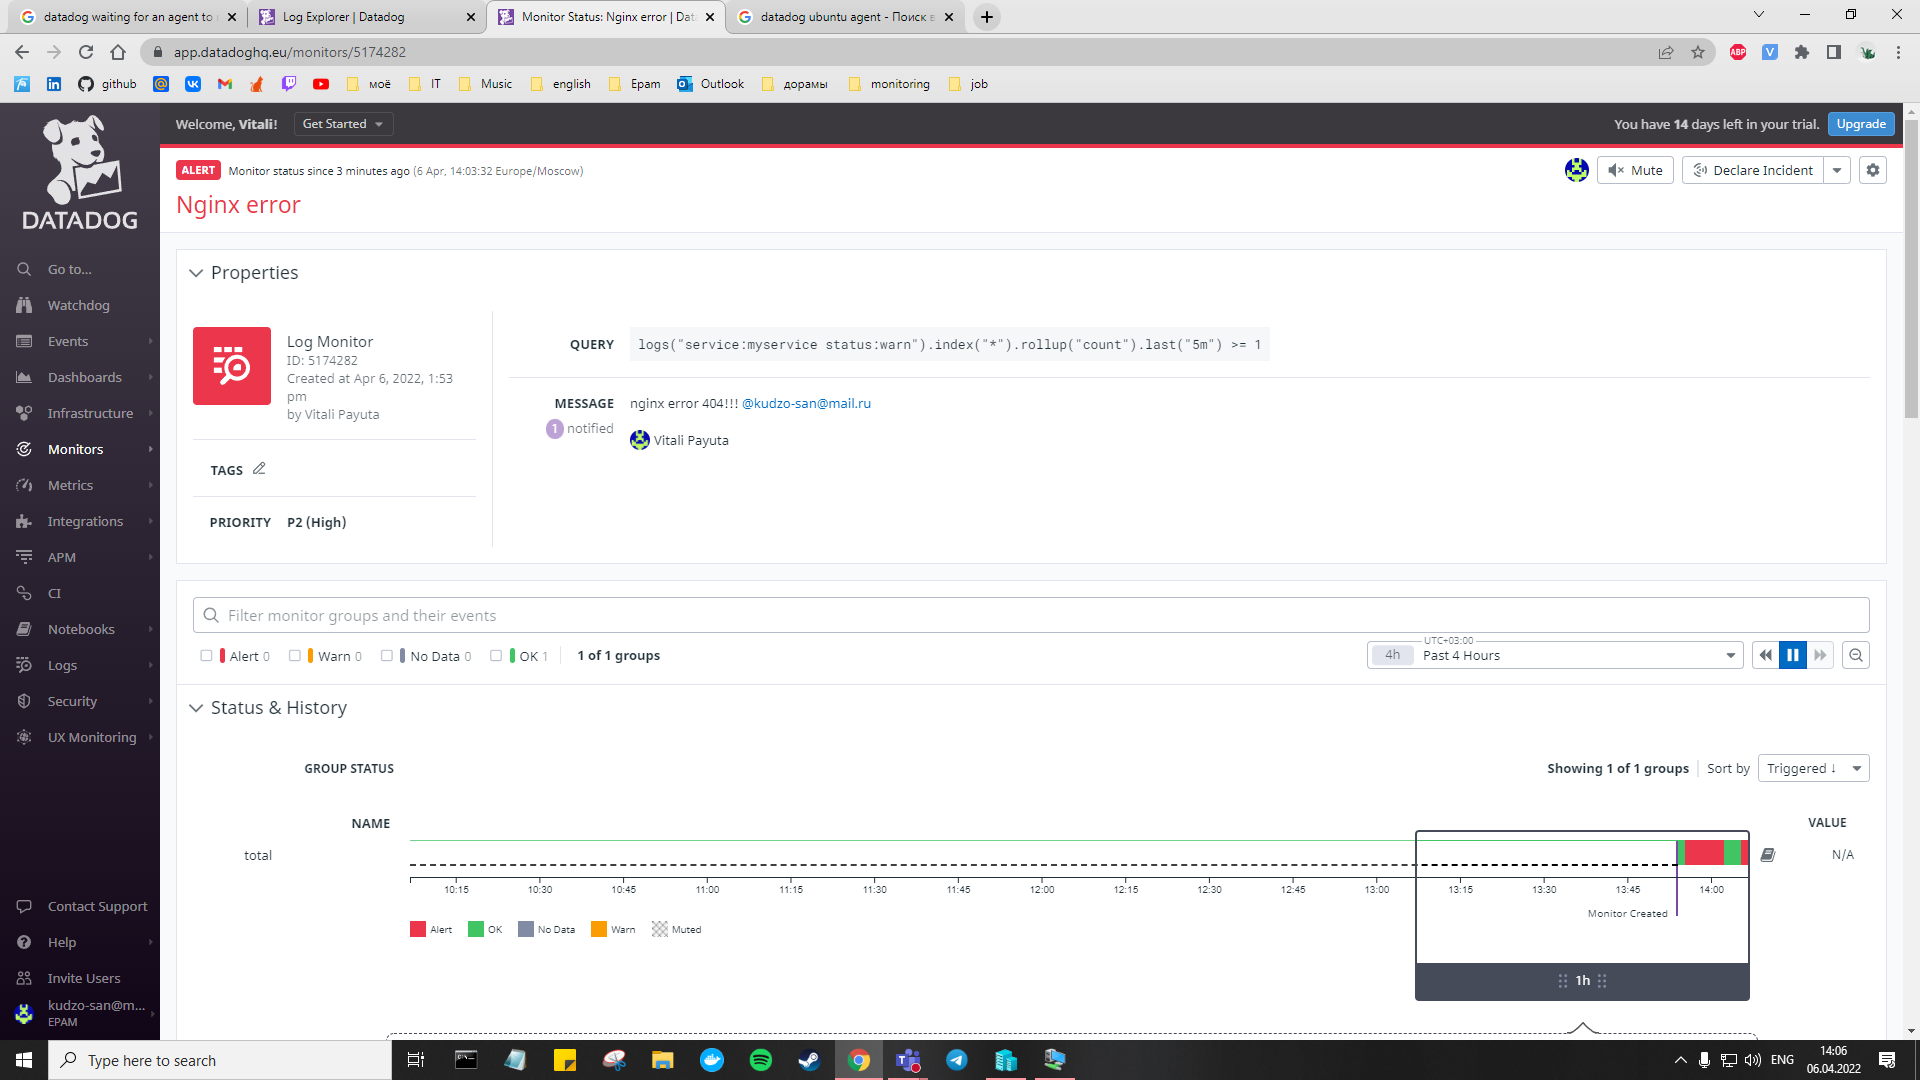 datadog waiting for an agent to
Log Explorer | Datadog
Monitor Status: Nginx error | Dat
datadog ubuntu agent - Поиск в
app.datadoghq.eu/monitors/5174282
ABP
github
моё
IT
Music
english
Epam
Outlook
дорамы
monitoring
job
DATADOG
Welcome, Vitali!
Get Started
You have 14 days left in your trial.
Upgrade
ALERT
Monitor status since 3 minutes ago (6 Apr, 14:03:32 Europe/Moscow)
Mute
Declare Incident
Nginx error
Go to...
Watchdog
Events
Dashboards
Infrastructure
Monitors
Metrics
Integrations
APM
CI
Notebooks
Logs
Security
UX Monitoring
Contact Support
Help
Invite Users
kudzo-san@m...
EPAM
Properties
Log Monitor
ID: 5174282
Created at Apr 6, 2022, 1:53
pm
by Vitali Payuta
TAGS
PRIORITY P2 (High)
QUERY
logs("service:myservice status:warn").index("*").rollup("count").last("5m") >= 1
MESSAGE
nginx error 404!!! @kudzo-san@mail.ru
1 notified
Vitali Payuta
Filter monitor groups and their events
Alert 0
Warn 0
No Data 0
OK 1
1 of 1 groups
UTC+03:00
4h
Past 4 Hours
Status & History
GROUP STATUS
Showing 1 of 1 groups
Sort by
Triggered ↓
NAME
VALUE
total
N/A
10:15
10:30
10:45
11:00
11:15
11:30
11:45
12:00
12:15
12:30
12:45
13:00
13:15
13:30
13:45
14:00
Monitor Created
Alert
OK
No Data
Warn
Muted
1h
Type here to search
ENG
14:06
06.04.2022